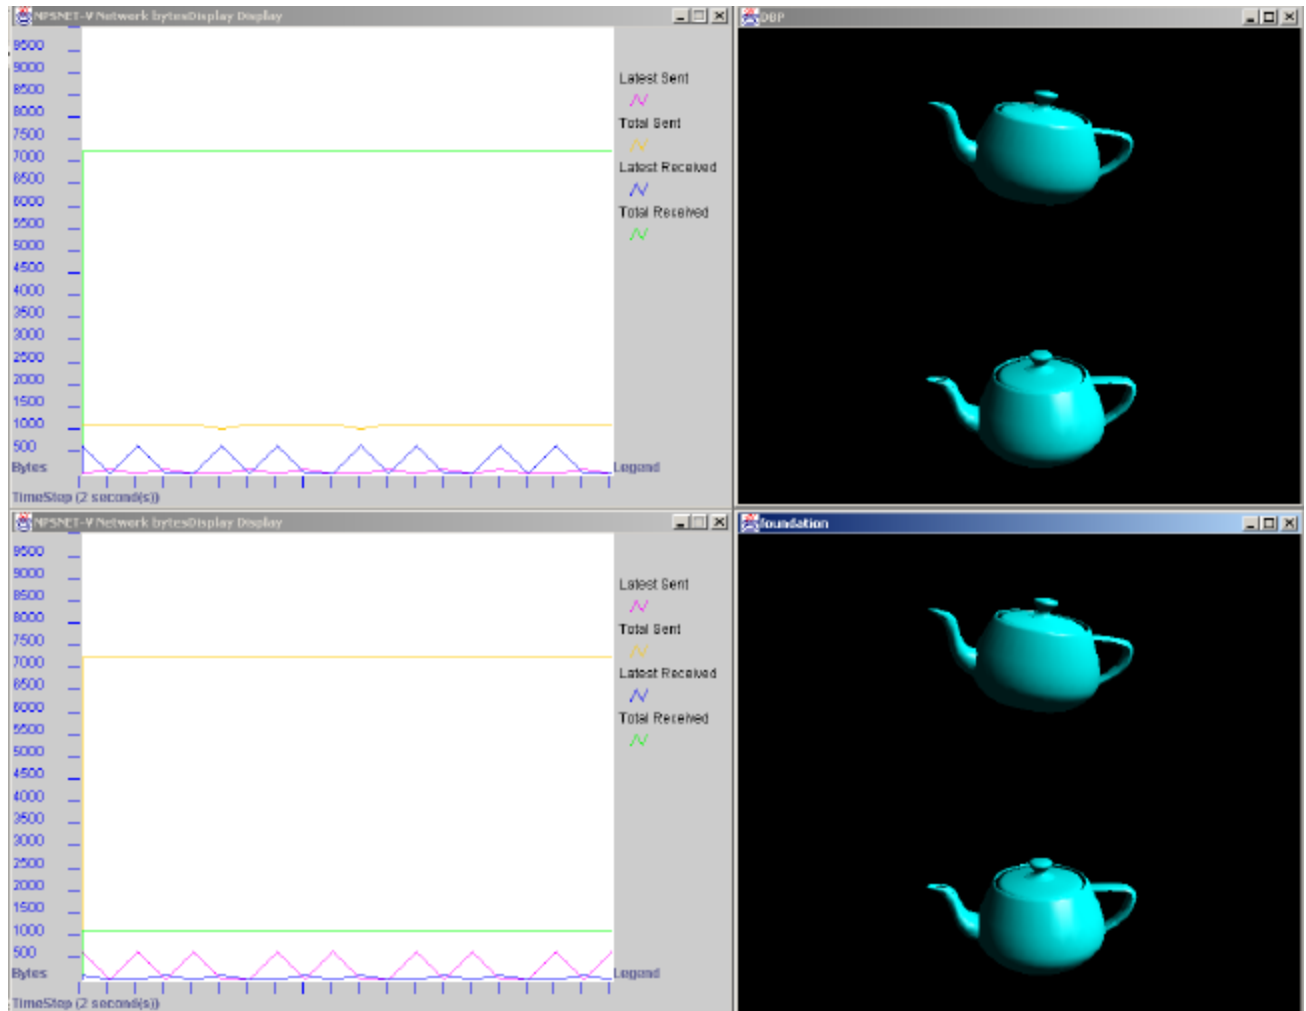 NPSNET-V Network bytesDisplay Display
9500
9000
8500
8000
7500
7000
6500
6000
5500
5000
4500
4000
3500
3000
2500
2000
1500
1000
500
Bytes
TimeStep (2 second(s))
Latest Sent
Total Sent
Latest Received
Total Received
Legend
DBP
NPSNET-V Network bytesDisplay Display
9500
9000
8500
8000
7500
7000
6500
6000
5500
5000
4500
4000
3500
3000
2500
2000
1500
1000
500
Bytes
TimeStep (2 second(s))
Latest Sent
Total Sent
Latest Received
Total Received
Legend
foundation